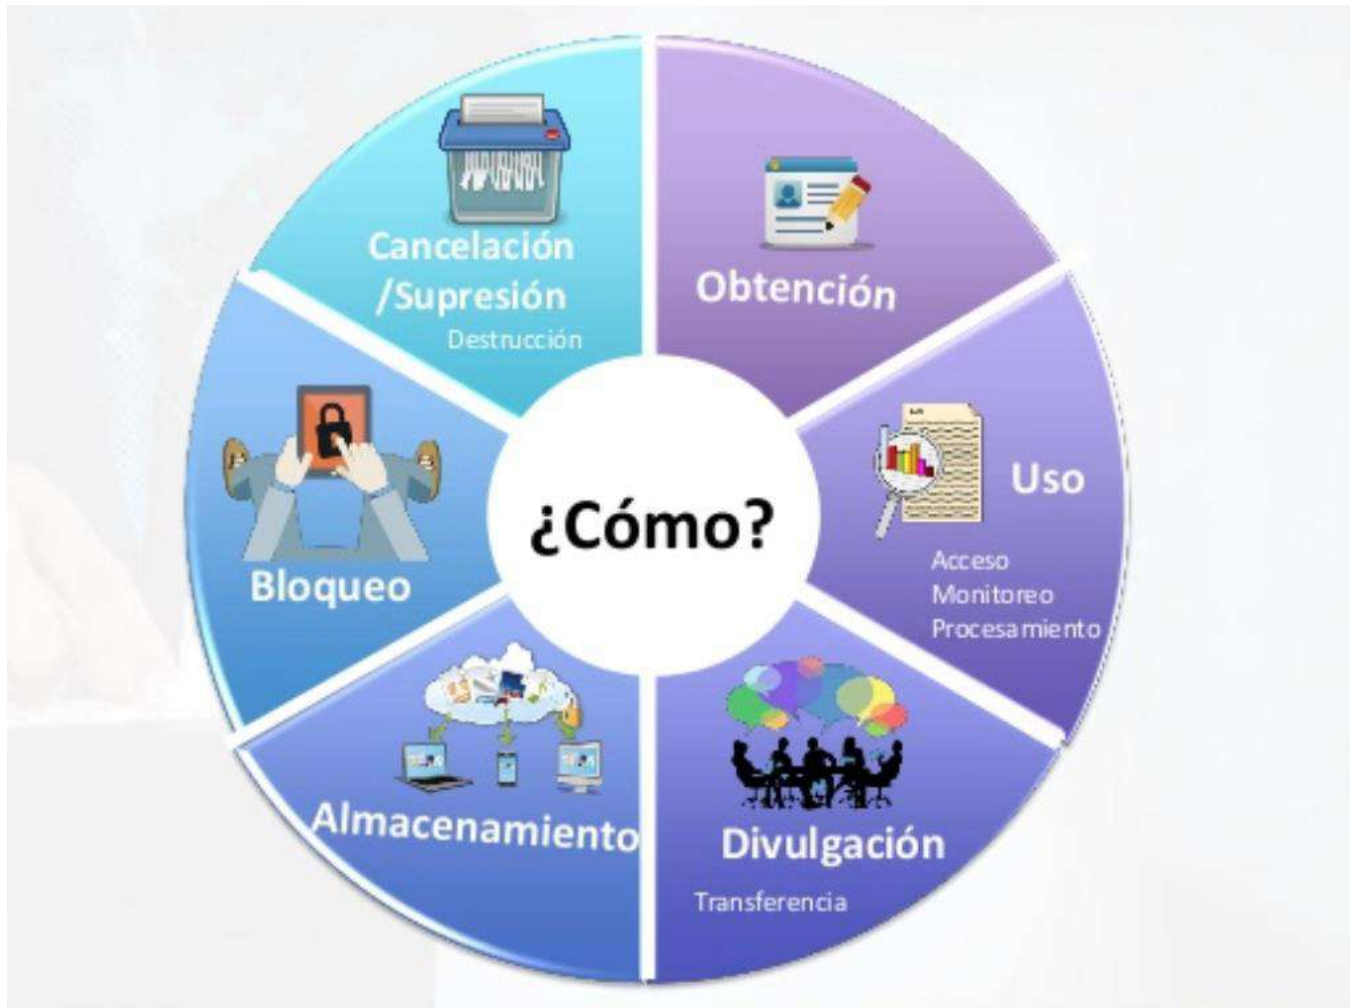 Cancelación
/Supresión
Destrucción
Obtención
Uso
Acceso
Monitoreo
Procesamiento
¿Cómo?
Bloqueo
Almacenamiento
Divulgación
Transferencia